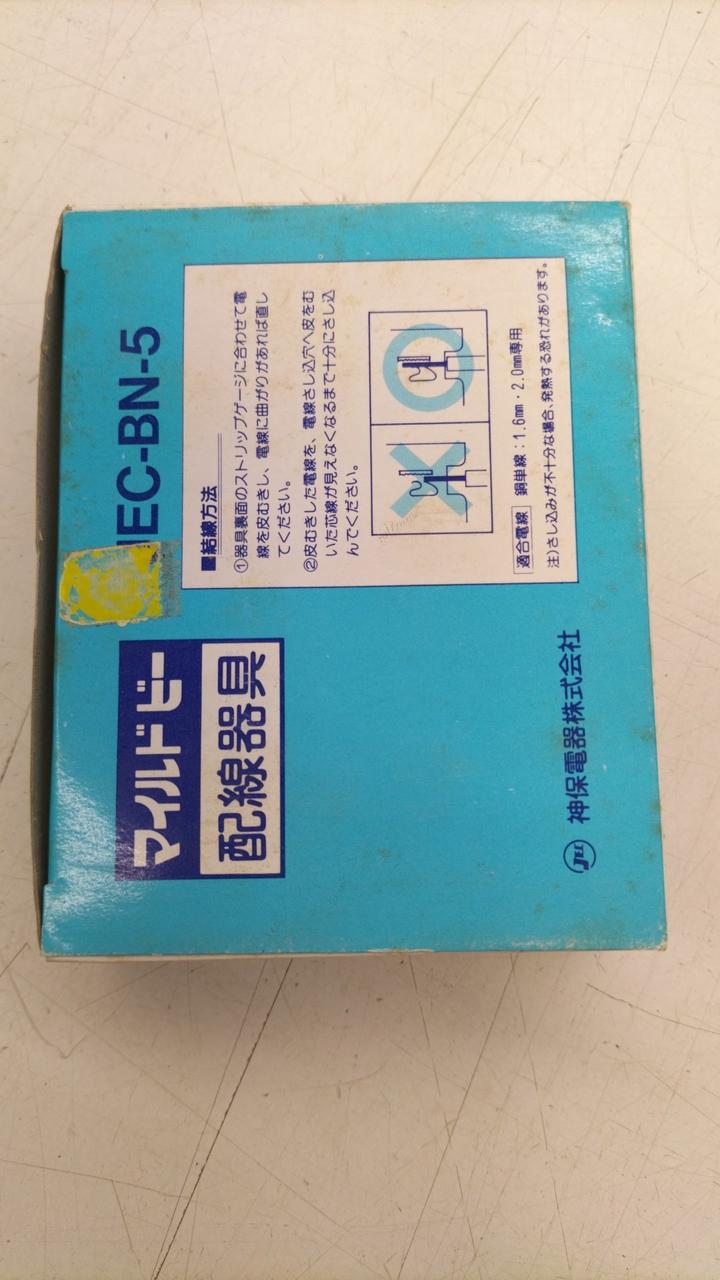 マイルドビー
配線器具
JEC-BN-5
■結線方法
①器具裏面のストリップゲージに合わせて電
線を皮むきし、電線に曲がりがあれば直し
てください。
②皮むきした電線を、電線さし込穴へ皮をむ
いた芯線が見えなくなるまで十分にさし込
んでください。
適合電線 銅単線:1.6㎜・2.0㎜専用
注)さし込みが不十分な場合、発熱する恐れがあります。
JEC 神保電器株式会社